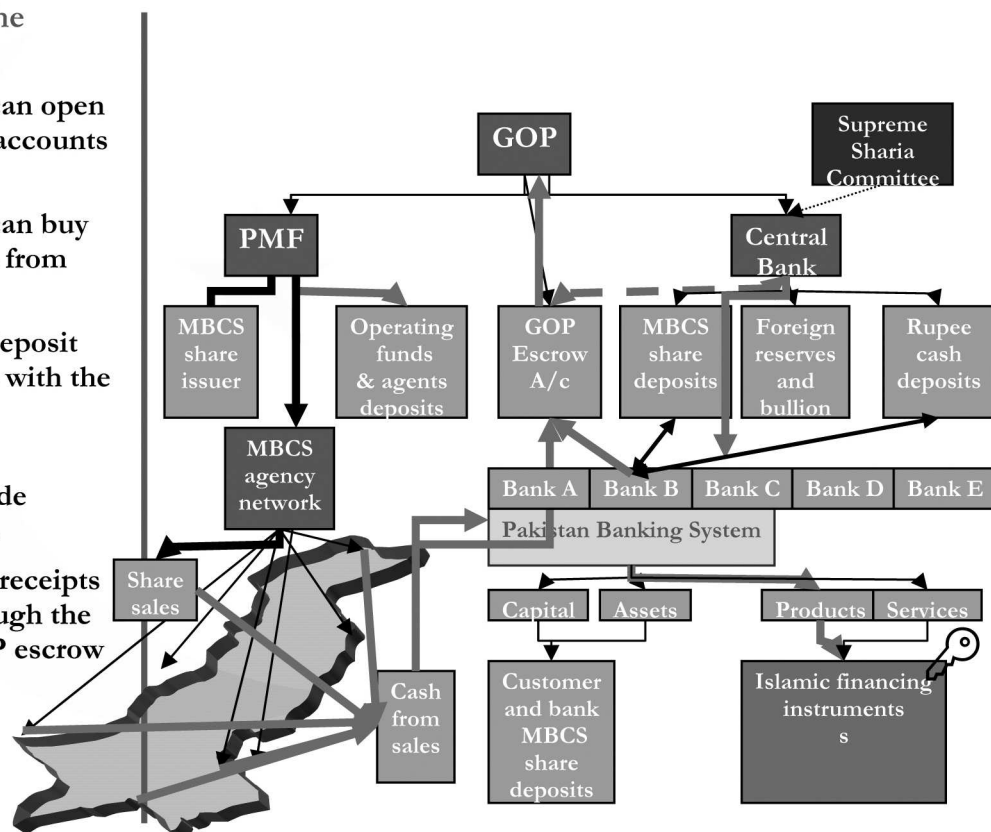 ne
an open
accounts
an buy
from
eposit
with the
de
receipts
ugh the
P escrow
GOP
Supreme
Sharia
Committee
PMF
Central
Bank
MBCS
share
issuer
Operating
funds
& agents
deposits
GOP
Escrow
A/c
MBCS
share
deposits
Foreign
reserves
and
bullion
Rupee
cash
deposits
MBCS
agency
network
Bank A
Bank B
Bank C
Bank D
Bank E
Pakistan Banking System
Share
sales
Capital
Assets
Products
Services
Cash
from
sales
Customer
and bank
MBCS
share
deposits
Islamic financing
instruments
s